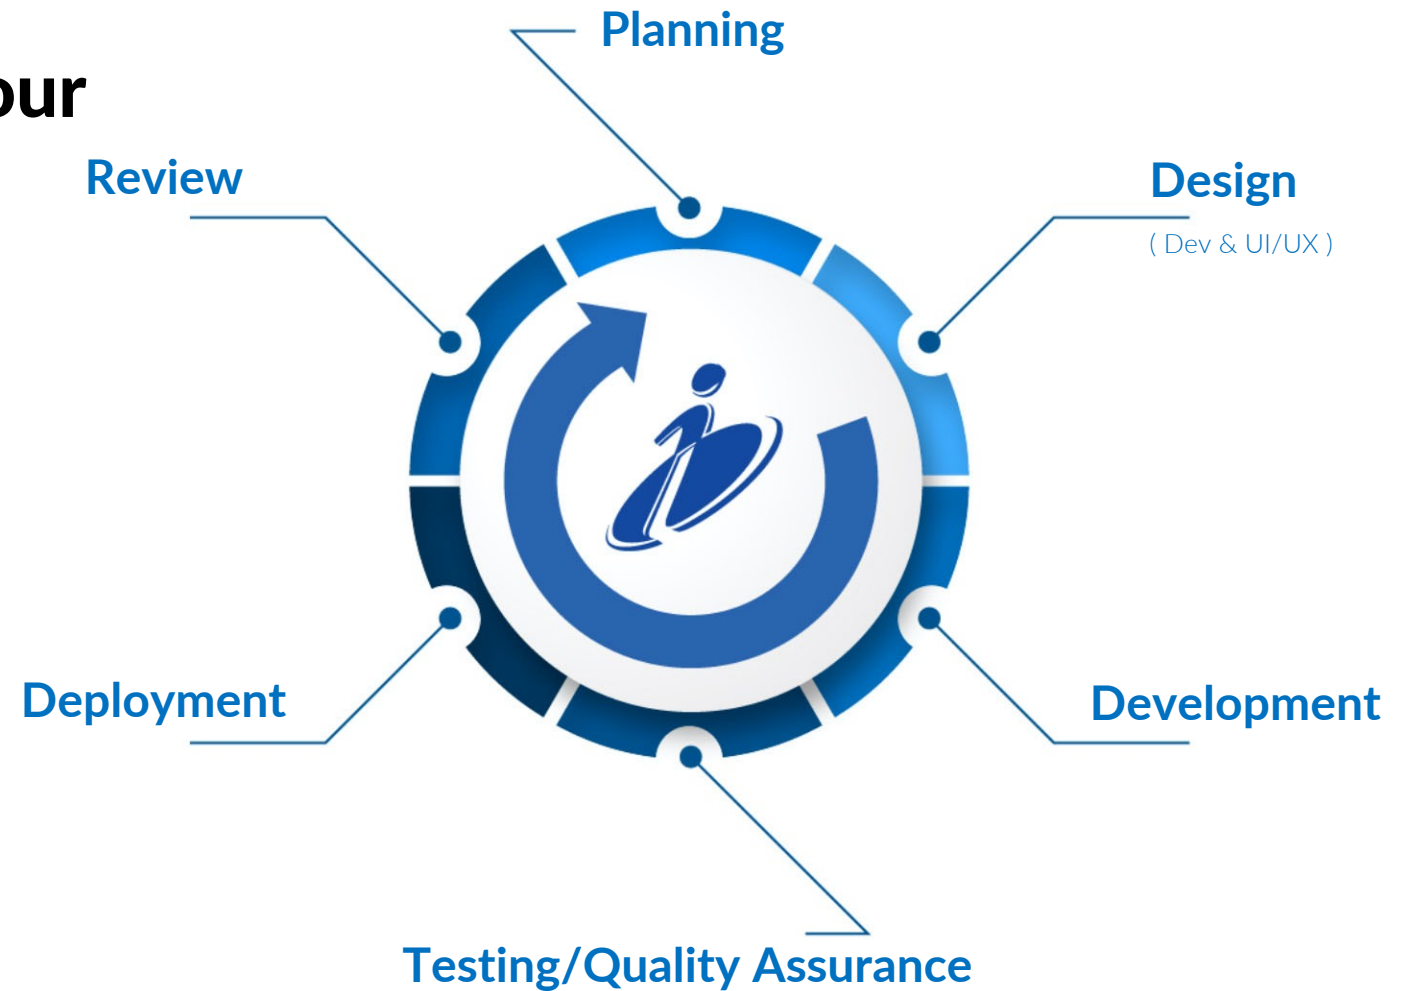 Planning
our
Review
Design
( Dev & UI/UX )
Deployment
Development
Testing/Quality Assurance